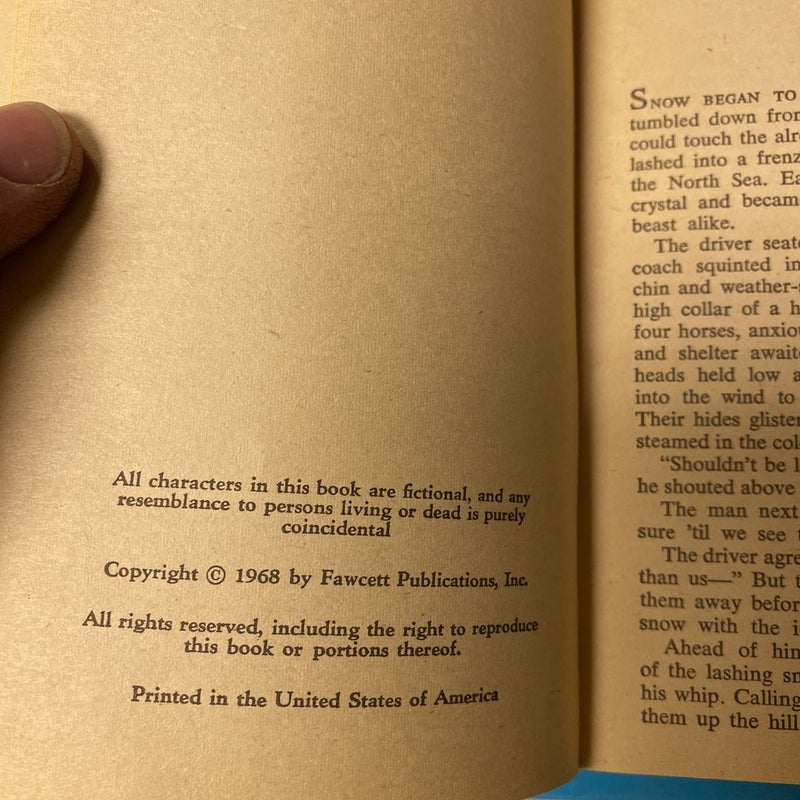 All characters in this book are fictional, and any
resemblance to persons living or dead is purely
coincidental
Copyright © 1968 by Fawcett Publications, Inc.
All rights reserved, including the right to reproduce
this book or portions thereof.
Printed in the United States of America
SNOW BEGAN TO
tumbled down from
could touch the
lashed into a
the North Sea.
crystal and
beast alike.
The driver
coach squinted in
chin and
high collar of a
four horses,
and shelter
heads held low
into the wind to
Their hides
steamed in the
“Shouldn't be
he shouted above
The man next
sure 'til we see
The driver
than us—” But
them away
snow with the
Ahead of
of the lashing
his whip. Calling
them up the hill